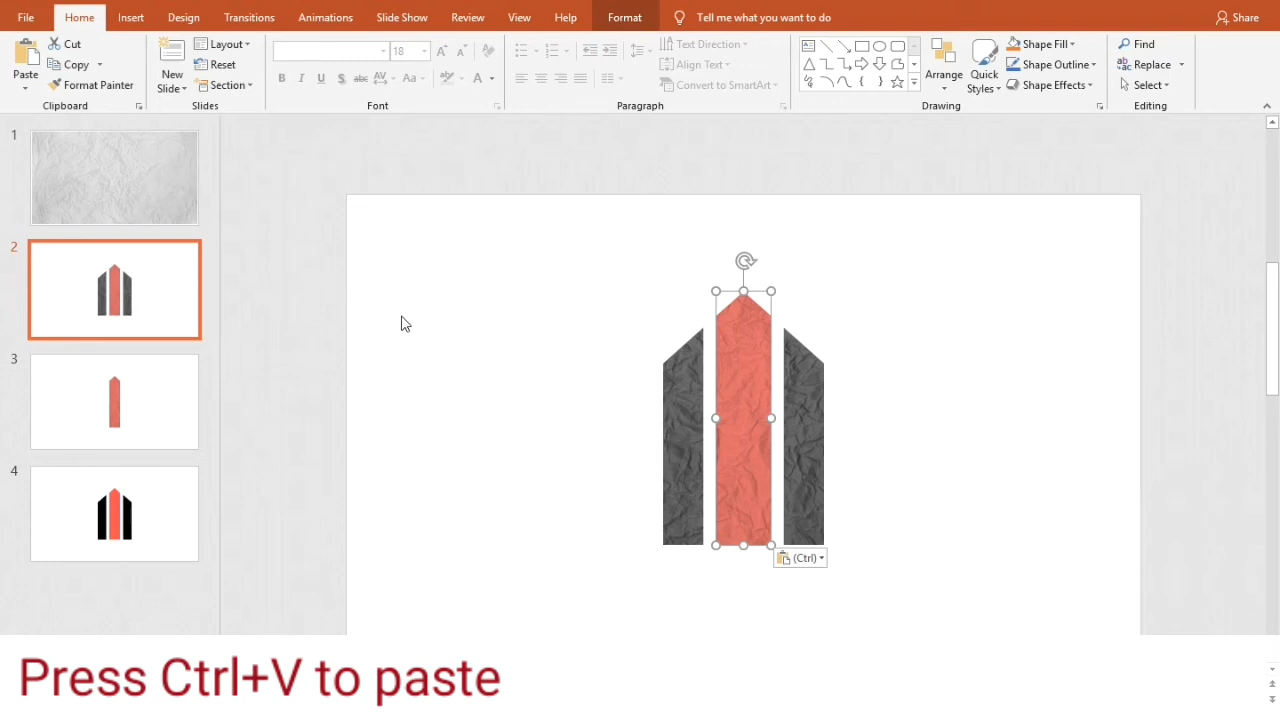 File Home Insert Design Transitions Animations Slide Show Review View Help Format Tell me what you want to do Share
Paste Cut Copy Format Painter Clipboard
New Slide Layout Reset Section Slides
18 B I U S abc AV Aa A A A Font
Text Direction Align Text Convert to SmartArt Paragraph
Arrange Quick Styles Shape Fill Shape Outline Shape Effects Drawing
Find Replace Select Editing
1
2
3
4
(Ctrl)
Press Ctrl+V to paste